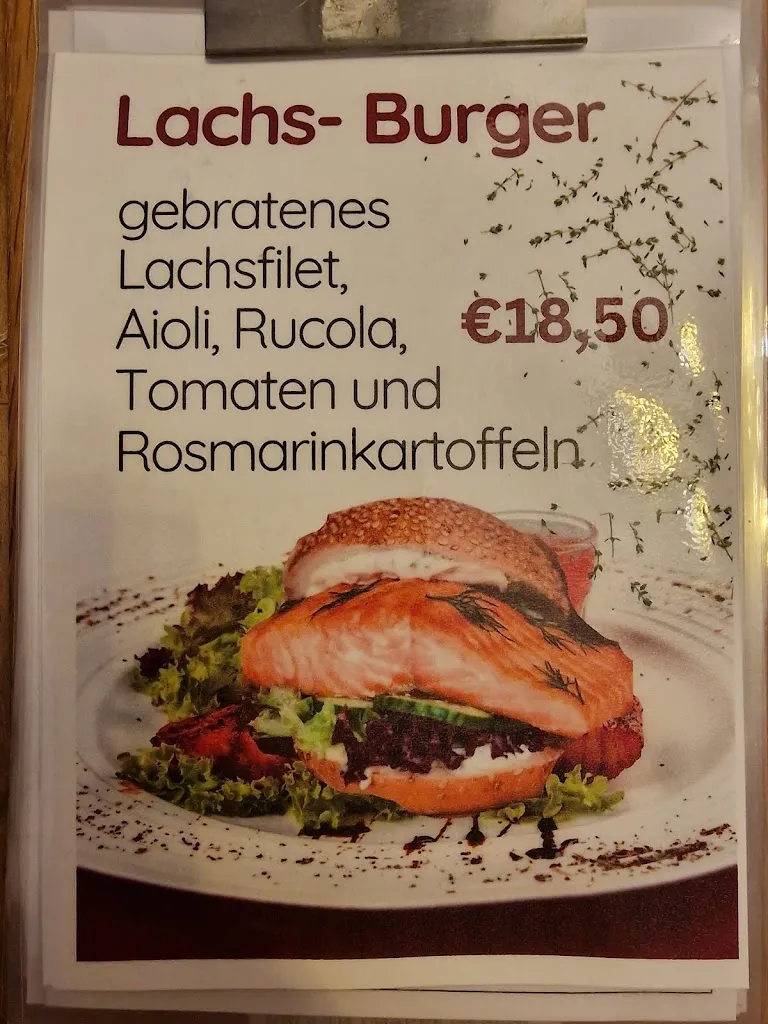 Lachs- Burger
gebratenes
Lachsfilet,
Aioli, Rucola,
€18,50
Tomaten und
Rosmarinkartoffeln